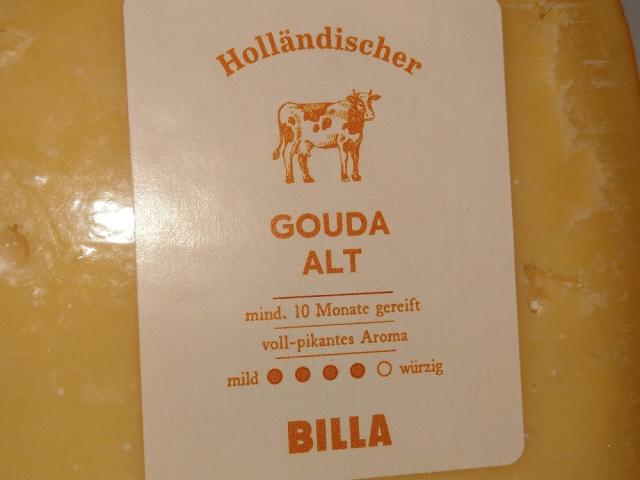 Holländischer
GOUDA
ALT
mind. 10 Monate gereift
voll-pikantes Aroma
mild würzig
BILLA